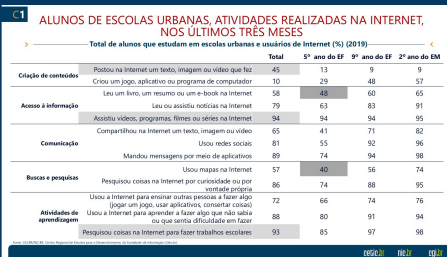 C1
ALUNOS DE ESCOLAS URBANAS, ATIVIDADES REALIZADAS NA INTERNET,
NOS ÚLTIMOS TRÊS MESES
Total de alunos que estudam em escolas urbanas e usuários de Internet (%) (2019)
Total 5º ano do EF 9º ano do EF 2º ano do EM
Criação de conteúdos
Postou na Internet um texto, imagem ou vídeo que fez 45 13 9 9
Criou um jogo, aplicativo ou programa de computador 10 29 48 57
Acesso à informação
Leu um livro, um resumo ou um e-book na Internet 58 48 60 65
Leu ou assistiu notícias na Internet 79 63 83 91
Assistiu vídeos, programas, filmes ou séries na Internet 94 94 94 95
Comunicação
Compartilhou na Internet um texto, imagem ou vídeo 65 41 71 82
Usou redes sociais 81 55 92 96
Mandou mensagens por meio de aplicativos 89 74 94 98
Buscas e pesquisas
Usou mapas na Internet 57 40 56 74
Pesquisou coisas na Internet por curiosidade ou por
vontade própria 86 74 88 95
Atividades de
aprendizagem
Usou a Internet para ensinar outras pessoas a fazer algo
(jogar um jogo, usar aplicativos, consertar coisas) 72 66 74 76
Usou a Internet para aprender a fazer algo que não sabia
ou que sentia dificuldade em fazer 88 80 91 94
Pesquisou coisas na Internet para fazer trabalhos escolares 93 85 97 98
cetic.br nic.br cgi.br